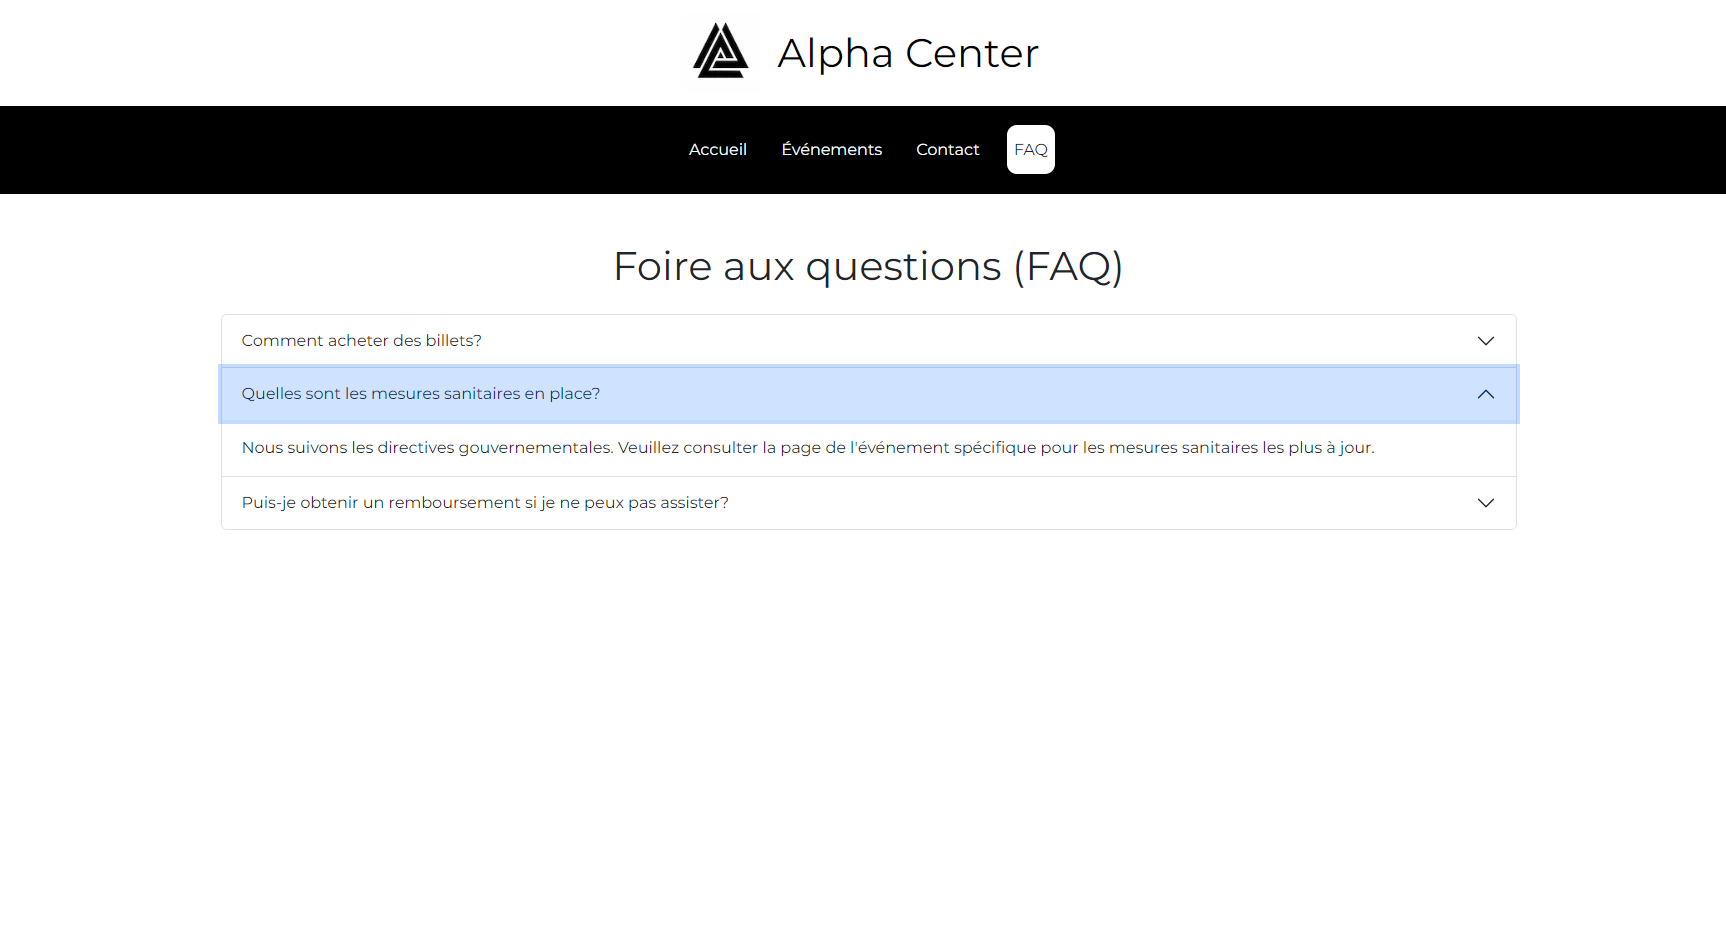 Alpha Center
Accueil Événements Contact FAQ
Foire aux questions (FAQ)
Comment acheter des billets?
Quelles sont les mesures sanitaires en place?
Nous suivons les directives gouvernementales. Veuillez consulter la page de l'événement spécifique pour les mesures sanitaires les plus à jour.
Puis-je obtenir un remboursement si je ne peux pas assister?